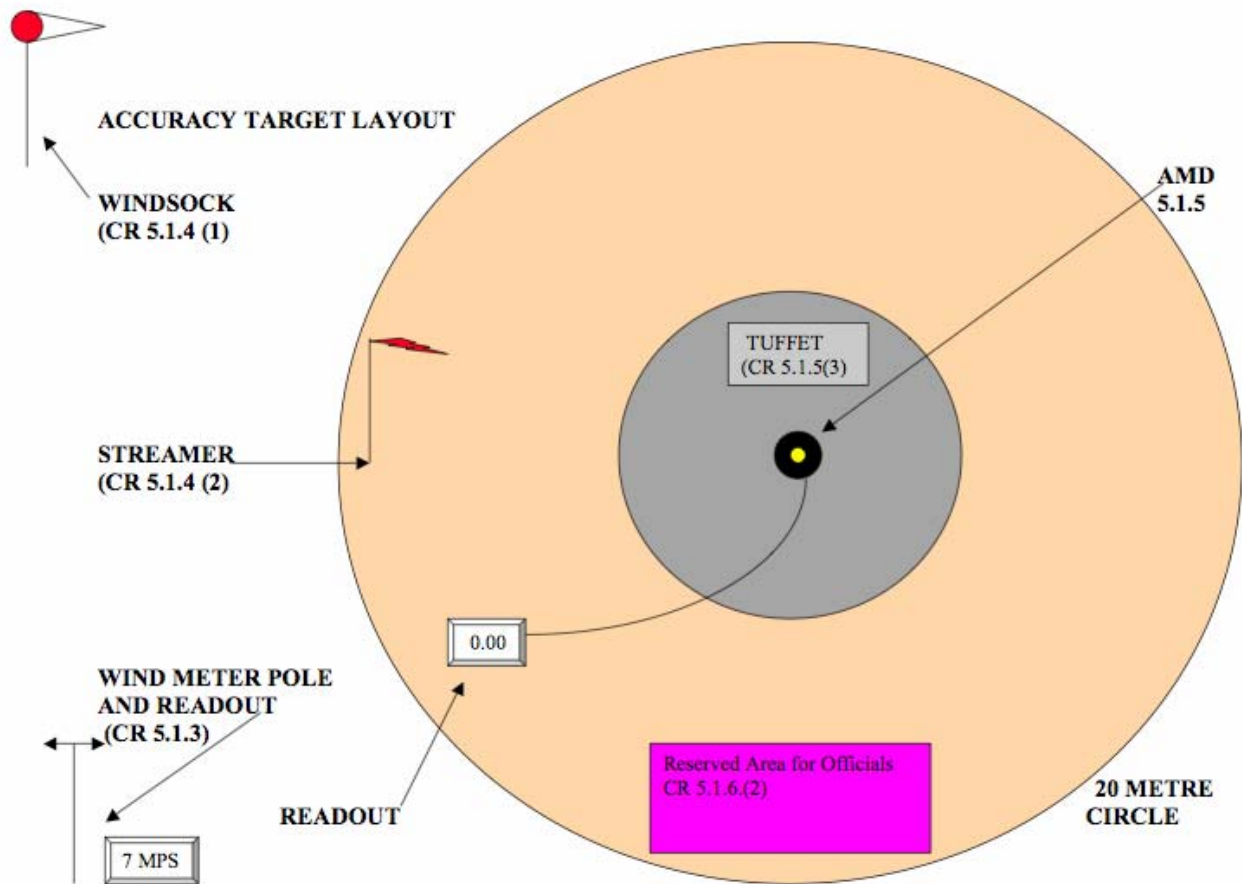 ACCURACY TARGET LAYOUT
WINDSOCK
(CR 5.1.4 (1)
AMD
5.1.5
TUFFET
(CR 5.1.5(3)
STREAMER
(CR 5.1.4 (2)
0.00
WIND METER POLE
AND READOUT
(CR 5.1.3)
Reserved Area for Officials
CR 5.1.6.(2)
20 METRE
CIRCLE
READOUT
7 MPS